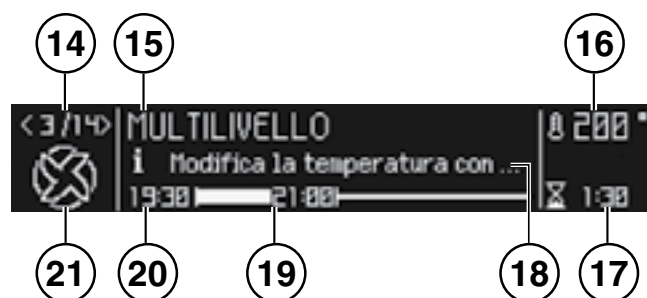 14 15 16
<3/14> MULTILIVELLO 200°
i Modifica la temperatura con ...
19:30 21:00 1:30
21 20 19 18 17